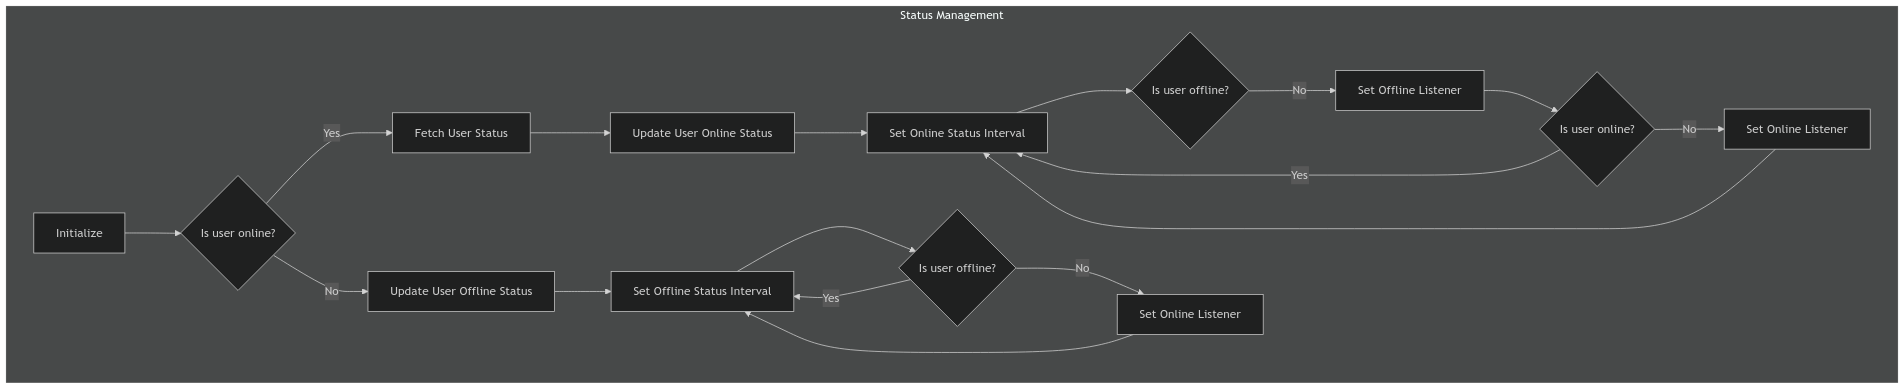 Status Management
Initialize
Is user online?
Yes
Fetch User Status
Update User Online Status
Set Online Status Interval
Is user offline?
No
Set Offline Listener
Is user online?
No
Set Online Listener
Yes
No
Update User Offline Status
Set Offline Status Interval
Is user offline?
Yes
No
Set Online Listener